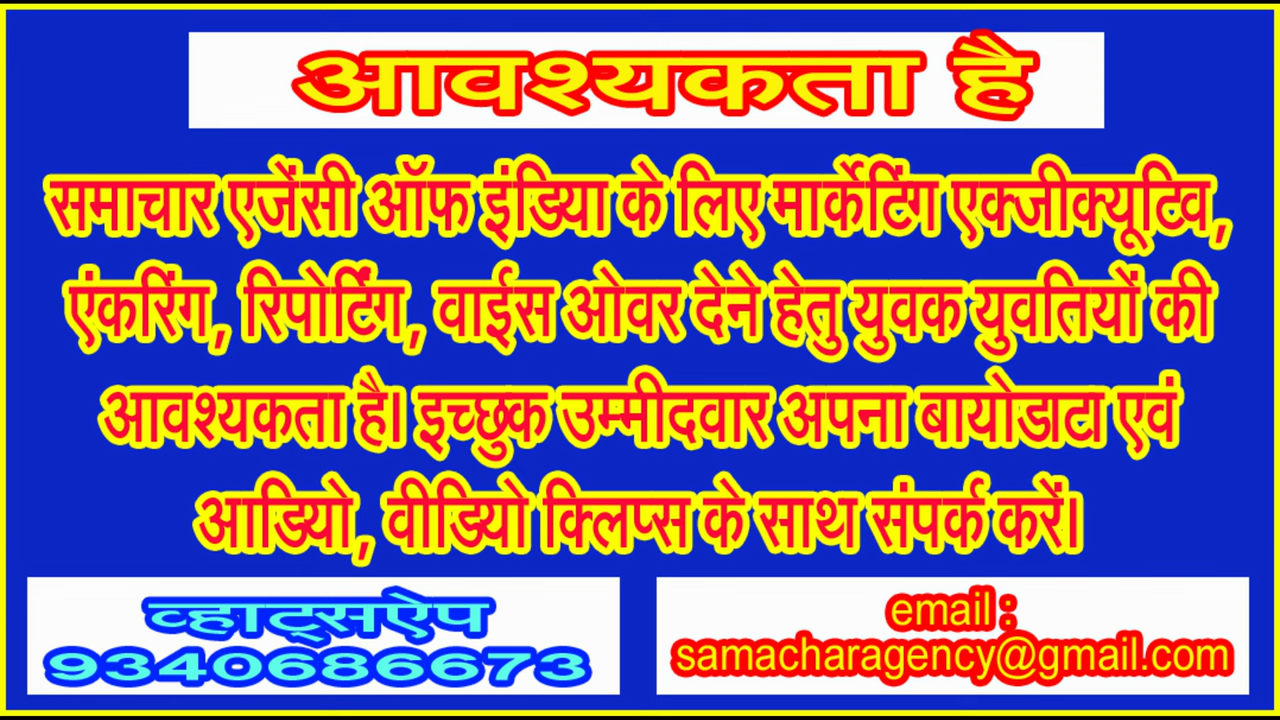 आवश्यकता है
समाचार एजेंसी ऑफ इंडिया के लिए मार्केटिंग एक्जीक्यूटिव,
एंकरिंग, रिपोर्टिंग, वाईस ओवर देने हेतु युवक युवतियों की
आवश्यकता है। इच्छुक उम्मीदवार अपना बायोडाटा एवं
आडियो, वीडियो क्लिप्स के साथ संपर्क करें।
व्हाट्सऐप
9340686673
email :
samacharagency@gmail.com